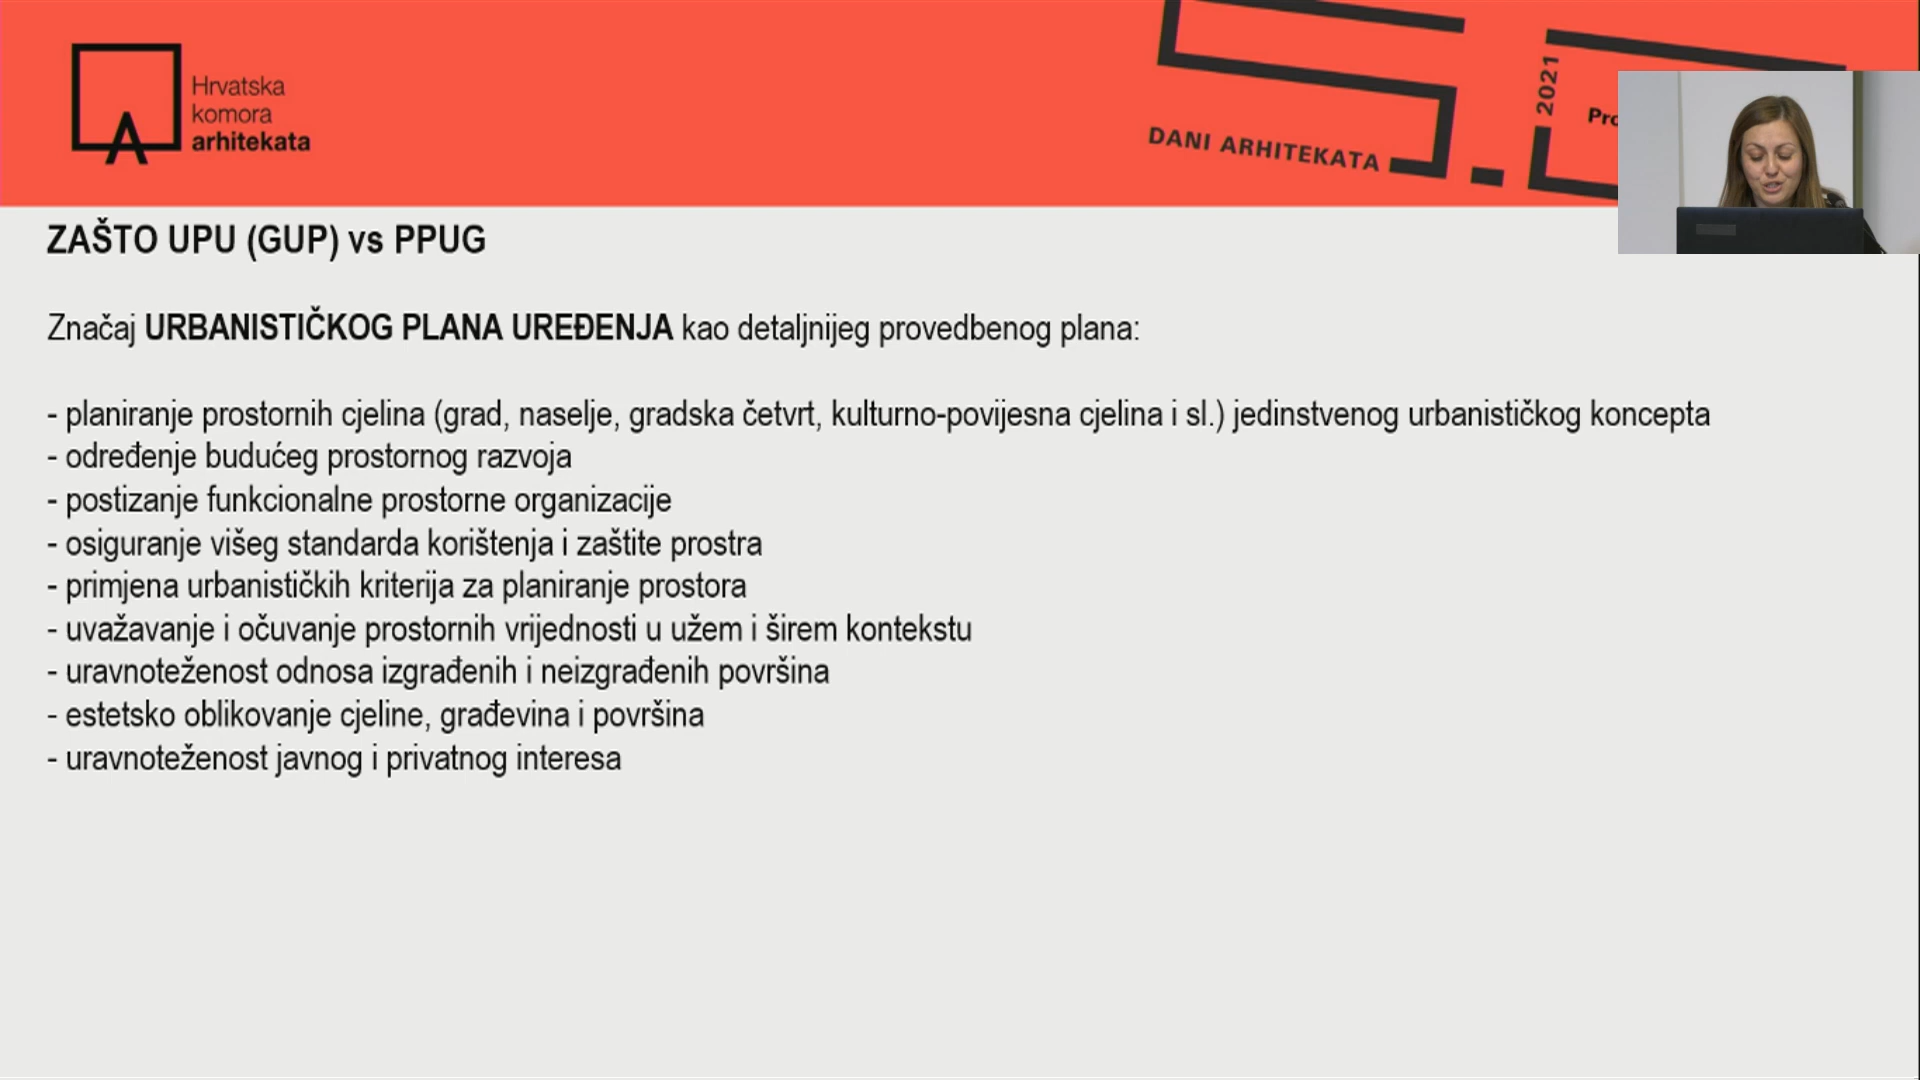 Hrvatska
komora
arhitekata
DANI ARHITEKATA
2021
ZAŠTO UPU (GUP) vs PPUG
Značaj URBANISTIČKOG PLANA UREĐENJA kao detaljnijeg provedbenog plana:
- planiranje prostornih cjelina (grad, naselje, gradska četvrt, kulturno-povijesna cjelina i sl.) jedinstvenog urbanističkog koncepta
- određenje budućeg prostornog razvoja
- postizanje funkcionalne prostorne organizacije
- osiguranje višeg standarda korištenja i zaštite prostra
- primjena urbanističkih kriterija za planiranje prostora
- uvažavanje i očuvanje prostornih vrijednosti u užem i širem kontekstu
- uravnoteženost odnosa izgrađenih i neizgrađenih površina
- estetsko oblikovanje cjeline, građevina i površina
- uravnoteženost javnog i privatnog interesa